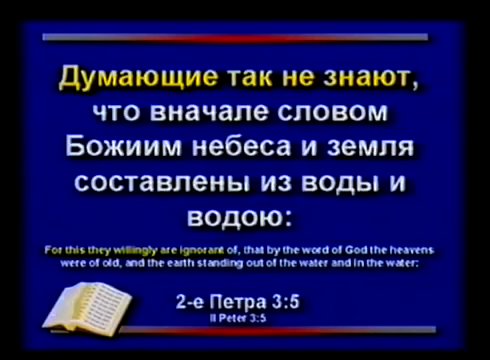 Думающие так не знают,
что вначале словом
Божиим небеса и земля
составлены из воды и
водою:
For this they willingly are ignorant of, that by the word of God the heavens
were of old, and the earth standing out of the water and in the water:
2-е Петра 3:5
II Peter 3:5